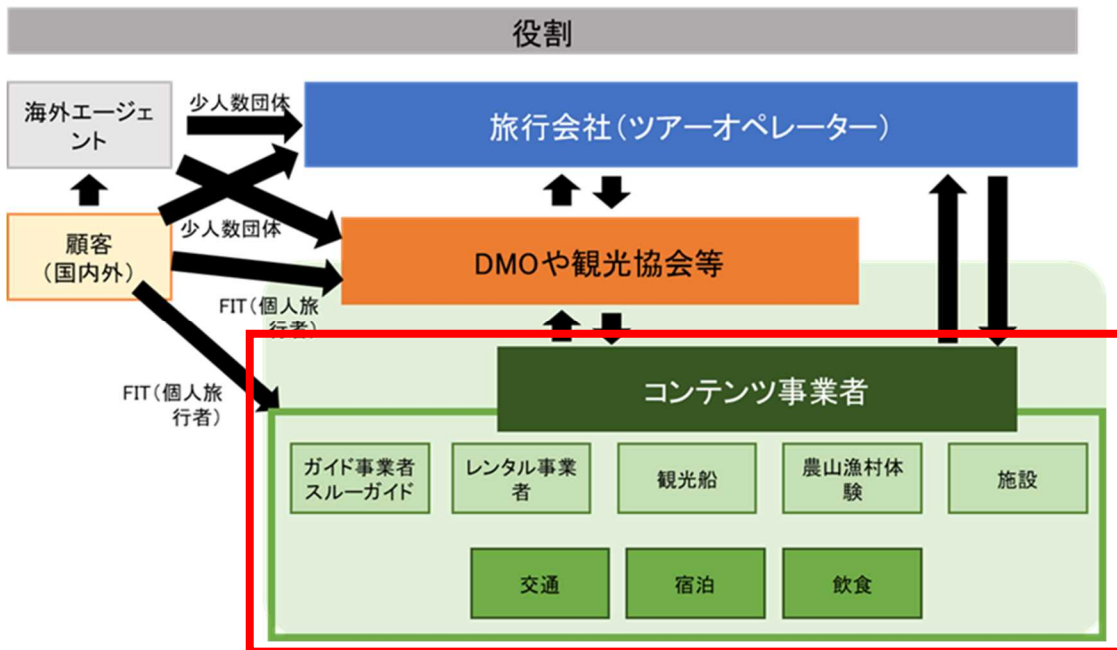 役割
海外エージェ
ント
少人数団体
旅行会社（ツアーオペレーター）
顧客
（国内外）
少人数団体
DMOや観光協会等
FIT（個人旅
行者）
FIT（個人旅
行者）
コンテンツ事業者
ガイド事業者
スルーガイド
レンタル事業
者
観光船
農山漁村体
験
施設
交通
宿泊
飲食